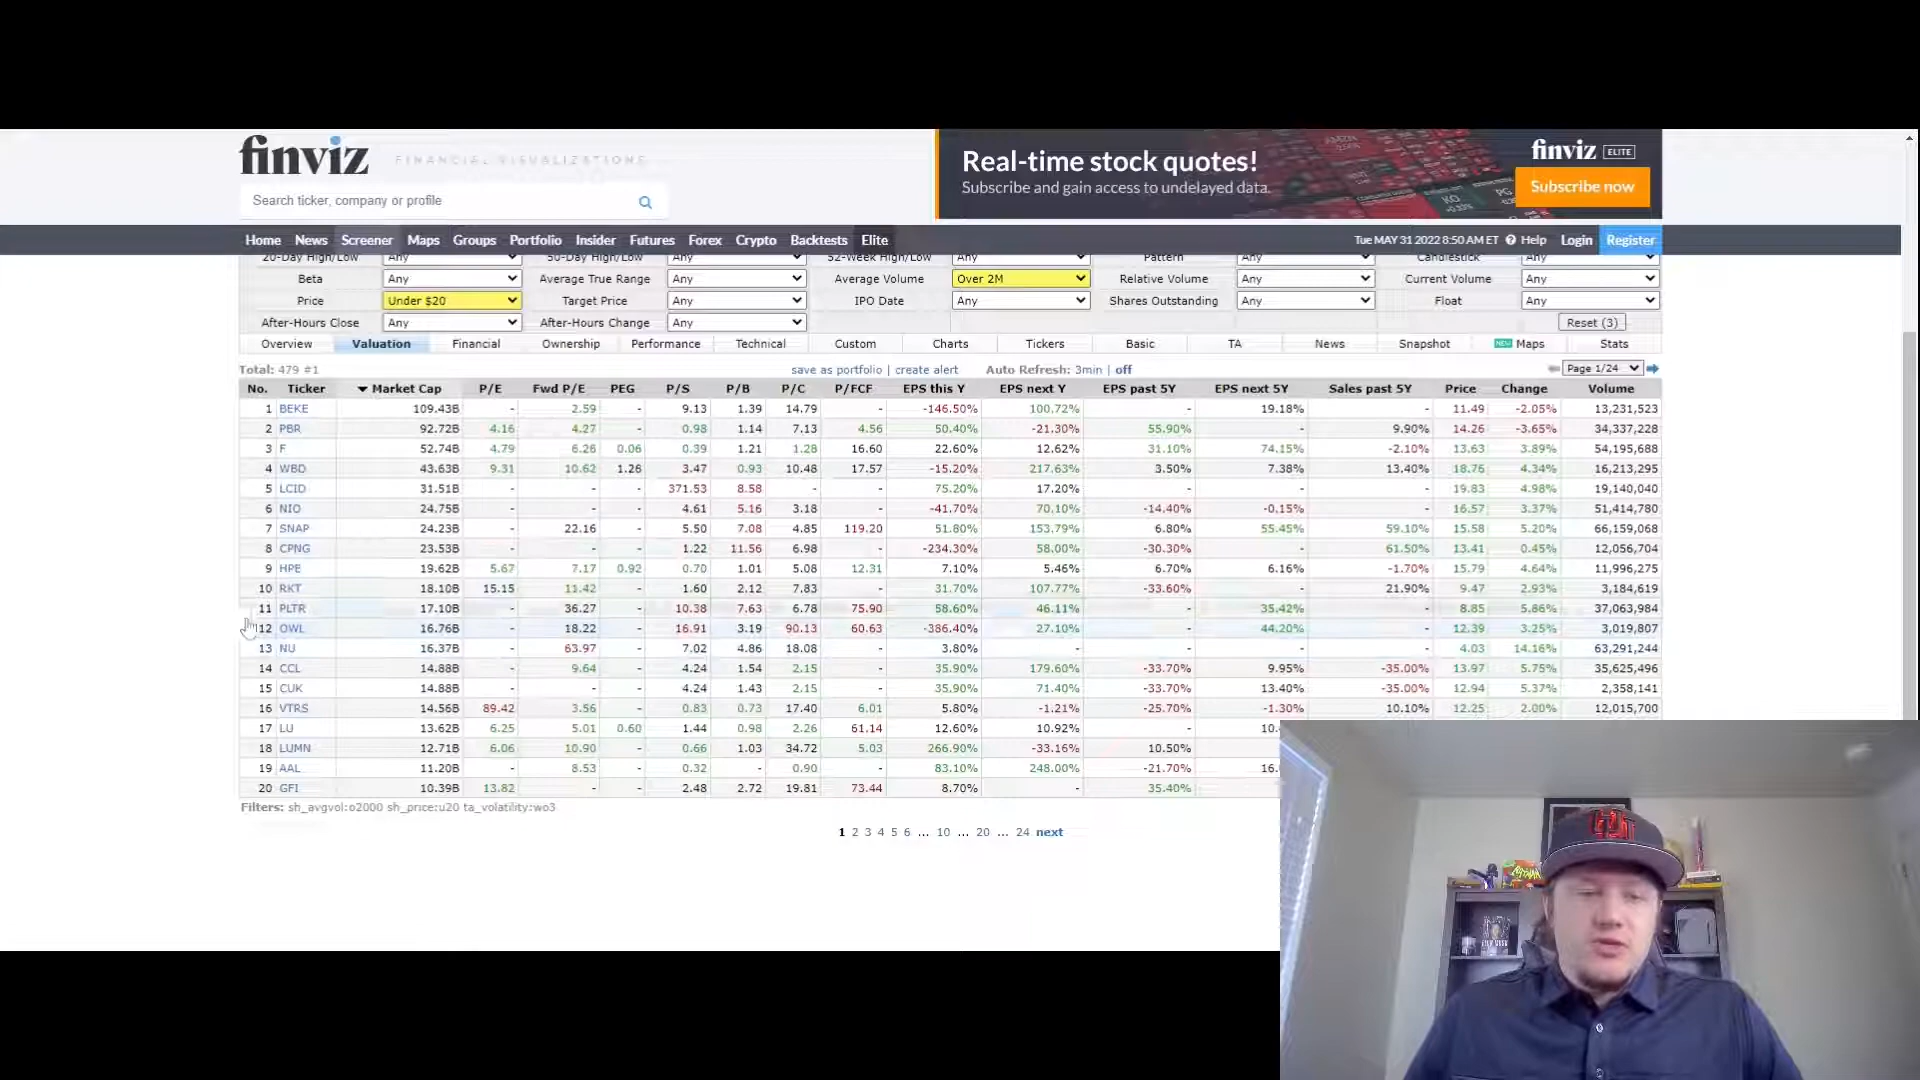 finviz FINANCIAL VISUALIZATIONS
Real-time stock quotes!
Subscribe and gain access to undelayed data.
finviz ELITE
Subscribe now
Search ticker, company or profile
Home News Screener Maps Groups Portfolio Insider Futures Forex Crypto Backtests Elite Tue MAY 31 2022 8:50 AM ET Help Login Register
20-Day High/Low Any 50-Day High/Low Any 52-Week High/Low Any Pattern Any Candlestick Any
Beta Any Average True Range Any Average Volume Over 2M Relative Volume Any Current Volume Any
Price Under $20 Target Price Any IPO Date Any Shares Outstanding Any Float Any
After-Hours Close Any After-Hours Change Any Reset (3)
Overview Valuation Financial Ownership Performance Technical Custom Charts Tickers Basic TA News Snapshot NEW Maps Stats
Total: 479 #1 save as portfolio | create alert Auto Refresh: 3min | off Page 1/24
No. Ticker Market Cap P/E Fwd P/E PEG P/S P/B P/C P/FCF EPS this Y EPS next Y EPS past 5Y EPS next 5Y Sales past 5Y Price Change Volume
1 BEKE 109.43B - 2.59 - 9.13 1.39 14.79 - -146.50% 100.72% - 19.18% - 11.49 -2.05% 13,231,523
2 PBR 92.72B 4.16 4.27 - 0.98 1.14 7.13 4.56 50.40% -21.30% 55.90% - 9.90% 14.26 -3.65% 34,337,228
3 F 52.74B 4.79 6.26 0.06 0.39 1.21 1.28 16.60 22.60% 12.62% 31.10% 74.15% -2.10% 13.63 3.89% 54,195,688
4 WBD 43.63B 9.31 10.62 1.26 3.47 0.93 10.48 17.57 -15.20% 217.63% 3.50% 7.38% 13.40% 18.76 4.34% 16,213,295
5 LCID 31.51B - - - 371.53 8.58 - - 75.20% 17.20% - - - 19.83 4.98% 19,140,040
6 NIO 24.75B - - - 4.61 5.16 3.18 - -41.70% 70.10% -14.40% -0.15% - 16.57 3.37% 51,414,780
7 SNAP 24.23B - 22.16 - 5.50 7.08 4.85 119.20 51.80% 153.79% 6.80% 55.45% 59.10% 15.58 5.20% 66,159,068
8 CPNG 23.53B - - - 1.22 11.56 6.98 - -234.30% 58.00% -30.30% - 61.50% 13.41 0.45% 12,056,704
9 HPE 19.62B 5.67 7.17 0.92 0.70 1.01 5.08 12.31 7.10% 5.46% 6.70% 6.16% -1.70% 15.79 4.64% 11,996,275
10 RKT 18.10B 15.15 11.42 - 1.60 2.12 7.83 - 31.70% 107.77% -33.60% - 21.90% 9.47 2.93% 3,184,619
11 PLTR 17.10B - 36.27 - 10.38 7.63 6.78 75.90 58.60% 46.11% - 35.42% - 8.85 5.86% 37,063,984
12 OWL 16.76B - 18.22 - 16.91 3.19 90.13 60.63 -386.40% 27.10% - 44.20% - 12.39 3.25% 3,019,807
13 NU 16.37B - 63.97 - 7.02 4.86 18.08 - 3.80% - - - - 4.03 14.16% 63,291,244
14 CCL 14.88B - 9.64 - 4.24 1.54 2.15 - 35.90% 179.60% -33.70% 9.95% -35.00% 13.97 5.75% 35,625,496
15 CUK 14.88B - - - 4.24 1.43 2.15 - 35.90% 71.40% -33.70% 13.40% -35.00% 12.94 5.37% 2,358,141
16 VTRS 14.56B 89.42 3.56 - 0.83 0.73 17.40 6.01 5.80% -1.21% -25.70% -1.30% 10.10% 12.25 2.00% 12,015,700
17 LU 13.62B 6.25 5.01 0.60 1.44 0.98 2.26 61.14 12.60% 10.92% - 10.
18 LUMN 12.71B 6.06 10.90 - 0.66 1.03 34.72 5.03 266.90% -33.16% 10.50%
19 AAL 11.20B - 8.53 - 0.32 - 0.90 - 83.10% 248.00% -21.70% 16.
20 GFI 10.39B 13.82 - - 2.48 2.72 19.81 73.44 8.70% - 35.40%
Filters: sh_avgvol:o2000 sh_price:u20 ta_volatility:wo3
1 2 3 4 5 6 ... 10 ... 20 ... 24 next